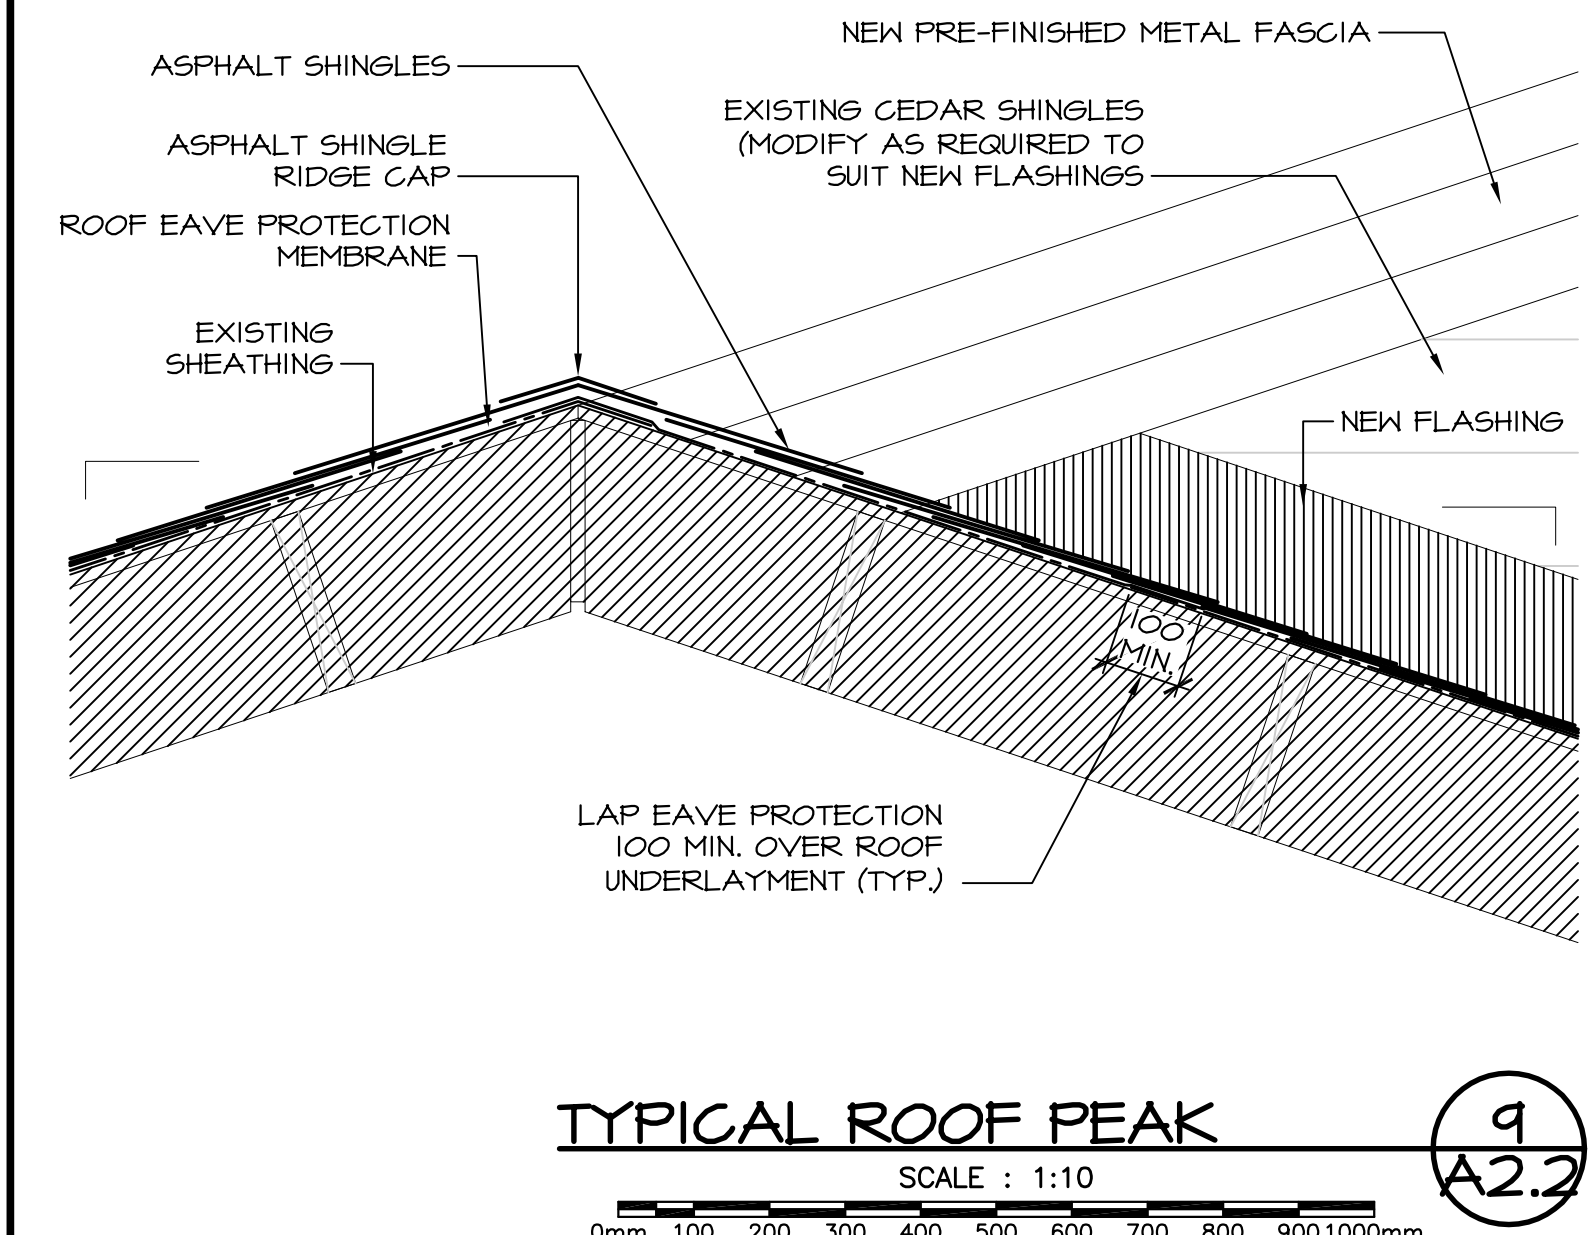 NEW PRE-FINISHED METAL FASCIA
ASPHALT SHINGLES
EXISTING CEDAR SHINGLES
(MODIFY AS REQUIRED TO
SUIT NEW FLASHINGS
ASPHALT SHINGLE
RIDGE CAP
ROOF EAVE PROTECTION
MEMBRANE
EXISTING
SHEATHING
NEW FLASHING
100
MIN.
LAP EAVE PROTECTION
100 MIN. OVER ROOF
UNDERLAYMENT (TYP.)
TYPICAL ROOF PEAK
9
A2.2
SCALE : 1:10
0mm 100 200 300 400 500 600 700 800 900 1000mm